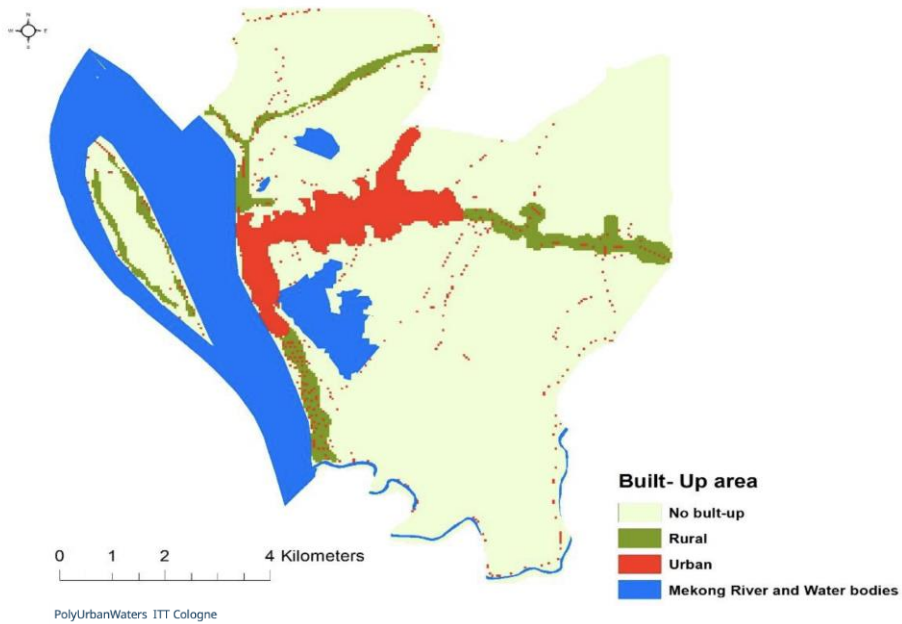 N
W E
S
Built- Up area
No bult-up
Rural
Urban
Mekong River and Water bodies
0 1 2 4 Kilometers
PolyUrbanWaters ITT Cologne